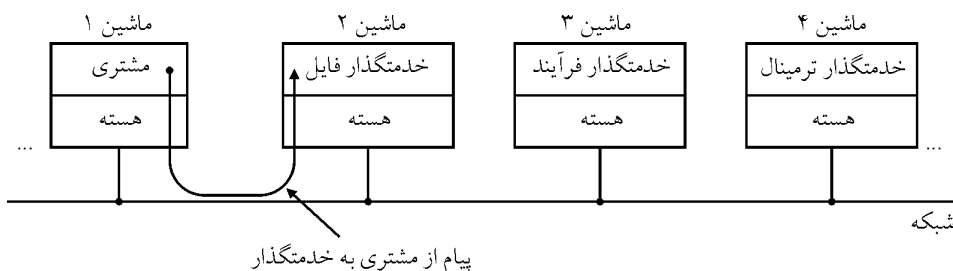 ماشین ۱
ماشین ۲
ماشین ۳
ماشین ۴
مشتری
خدمتگذار فایل
خدمتگذار فرآیند
خدمتگذار ترمینال
هسته
هسته
هسته
هسته
...
...
شبکه
پیام از مشتری به خدمتگذار